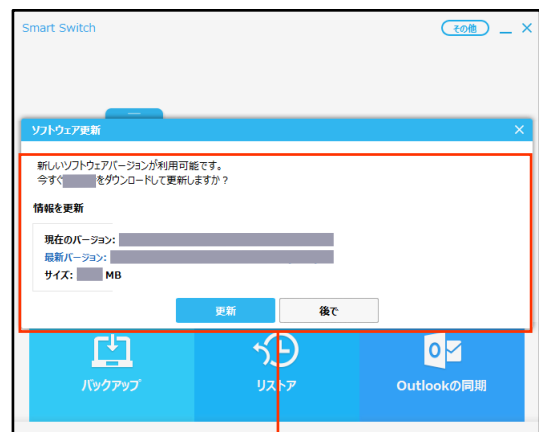 Smart Switch
その他
ソフトウェア更新
新しいソフトウェアバージョンが利用可能です。
今すぐ をダウンロードして更新しますか？
情報を更新
現在のバージョン:
最新バージョン:
サイズ: MB
更新
後で
バックアップ
リストア
Outlookの同期